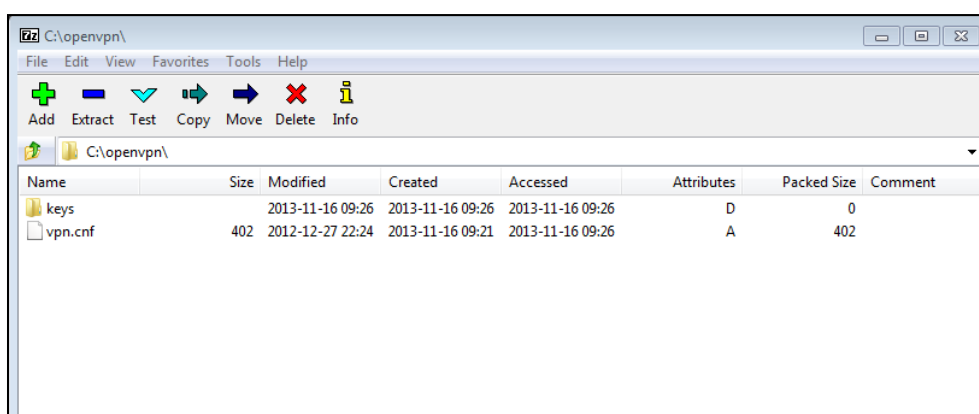 7z C:\openvpn\
File Edit View Favorites Tools Help
Add Extract Test Copy Move Delete Info
C:\openvpn\
Name Size Modified Created Accessed Attributes Packed Size Comment
keys 2013-11-16 09:26 2013-11-16 09:26 2013-11-16 09:26 D 0
vpn.cnf 402 2012-12-27 22:24 2013-11-16 09:21 2013-11-16 09:26 A 402